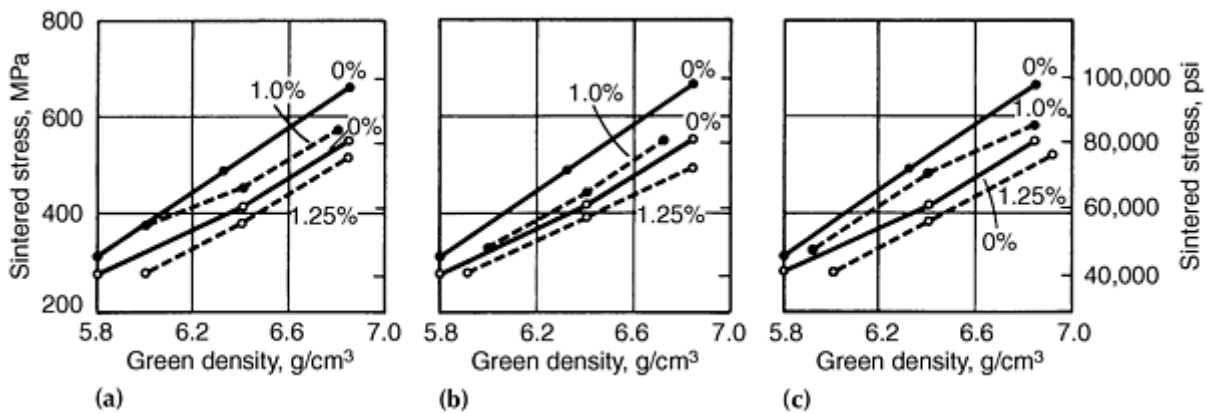 800
600
400
200
Sintered stress, MPa
0%
1.0%
0%
1.25%
5.8 6.2 6.6 7.0
Green density, g/cm³
(a)
0%
1.0%
0%
1.25%
5.8 6.2 6.6 7.0
Green density, g/cm³
(b)
0%
1.0%
1.25%
0%
5.8 6.2 6.6 7.0
Green density, g/cm³
(c)
100,000
80,000
60,000
40,000
Sintered stress, psi